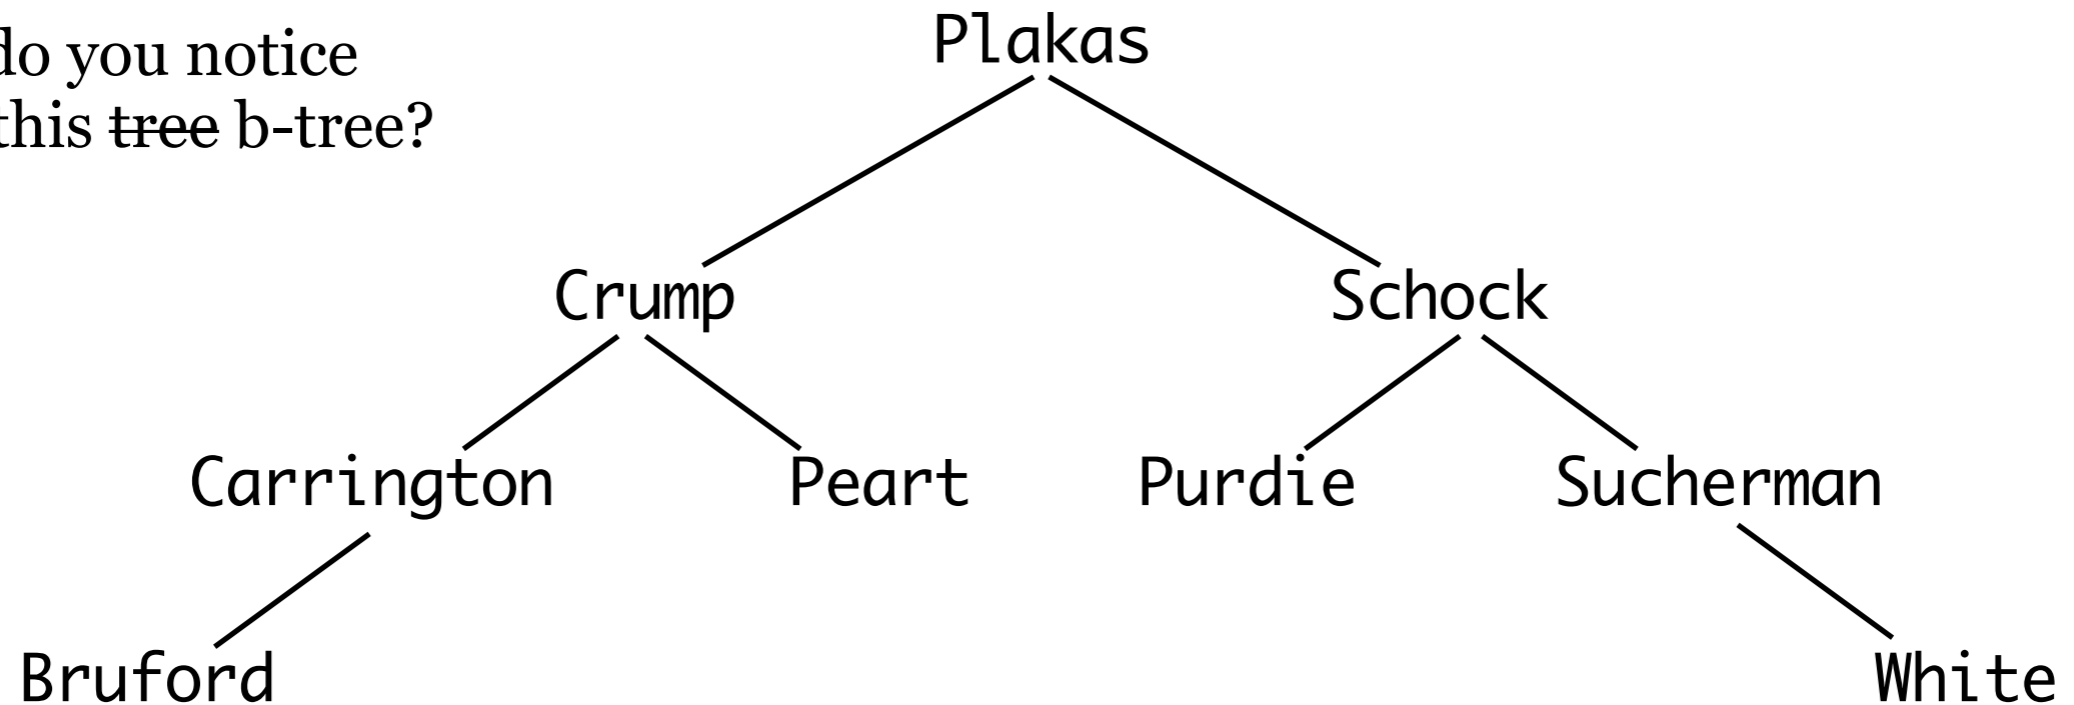 do you notice
this tree b-tree?
Plakas
Crump Schock
Carrington Peart Purdie Sucherman
Bruford White